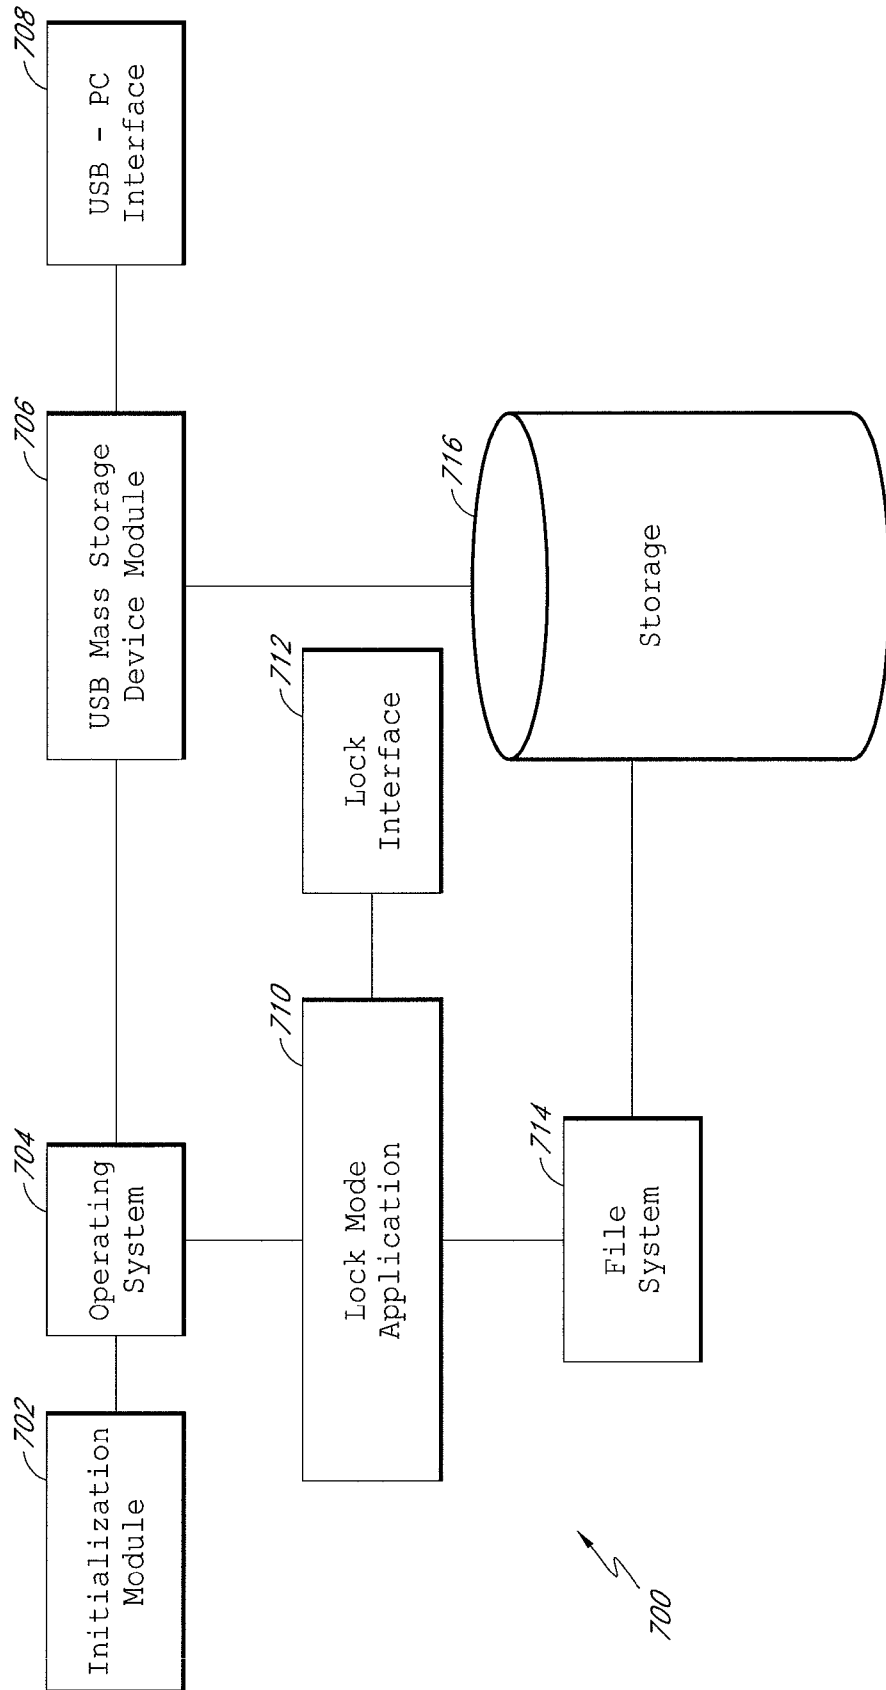 702
Initialization
Module
704
Operating
System
706
USB Mass Storage
Device Module
708
USB - PC
Interface
710
Lock Mode
Application
712
Lock
Interface
714
File
System
716
Storage
700